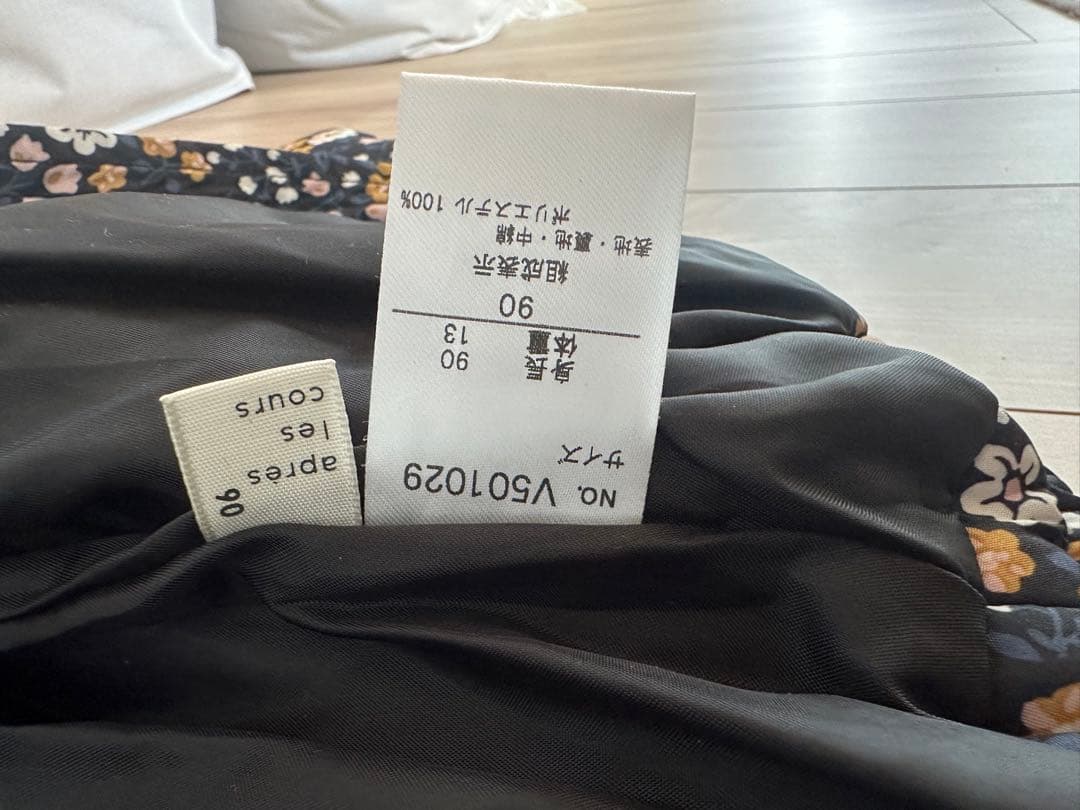 NO. V501029
サイズ
身長 90
体重 13
90
組成表示
表地・裏地・中綿
ポリエステル 100%
90
après
les
cours